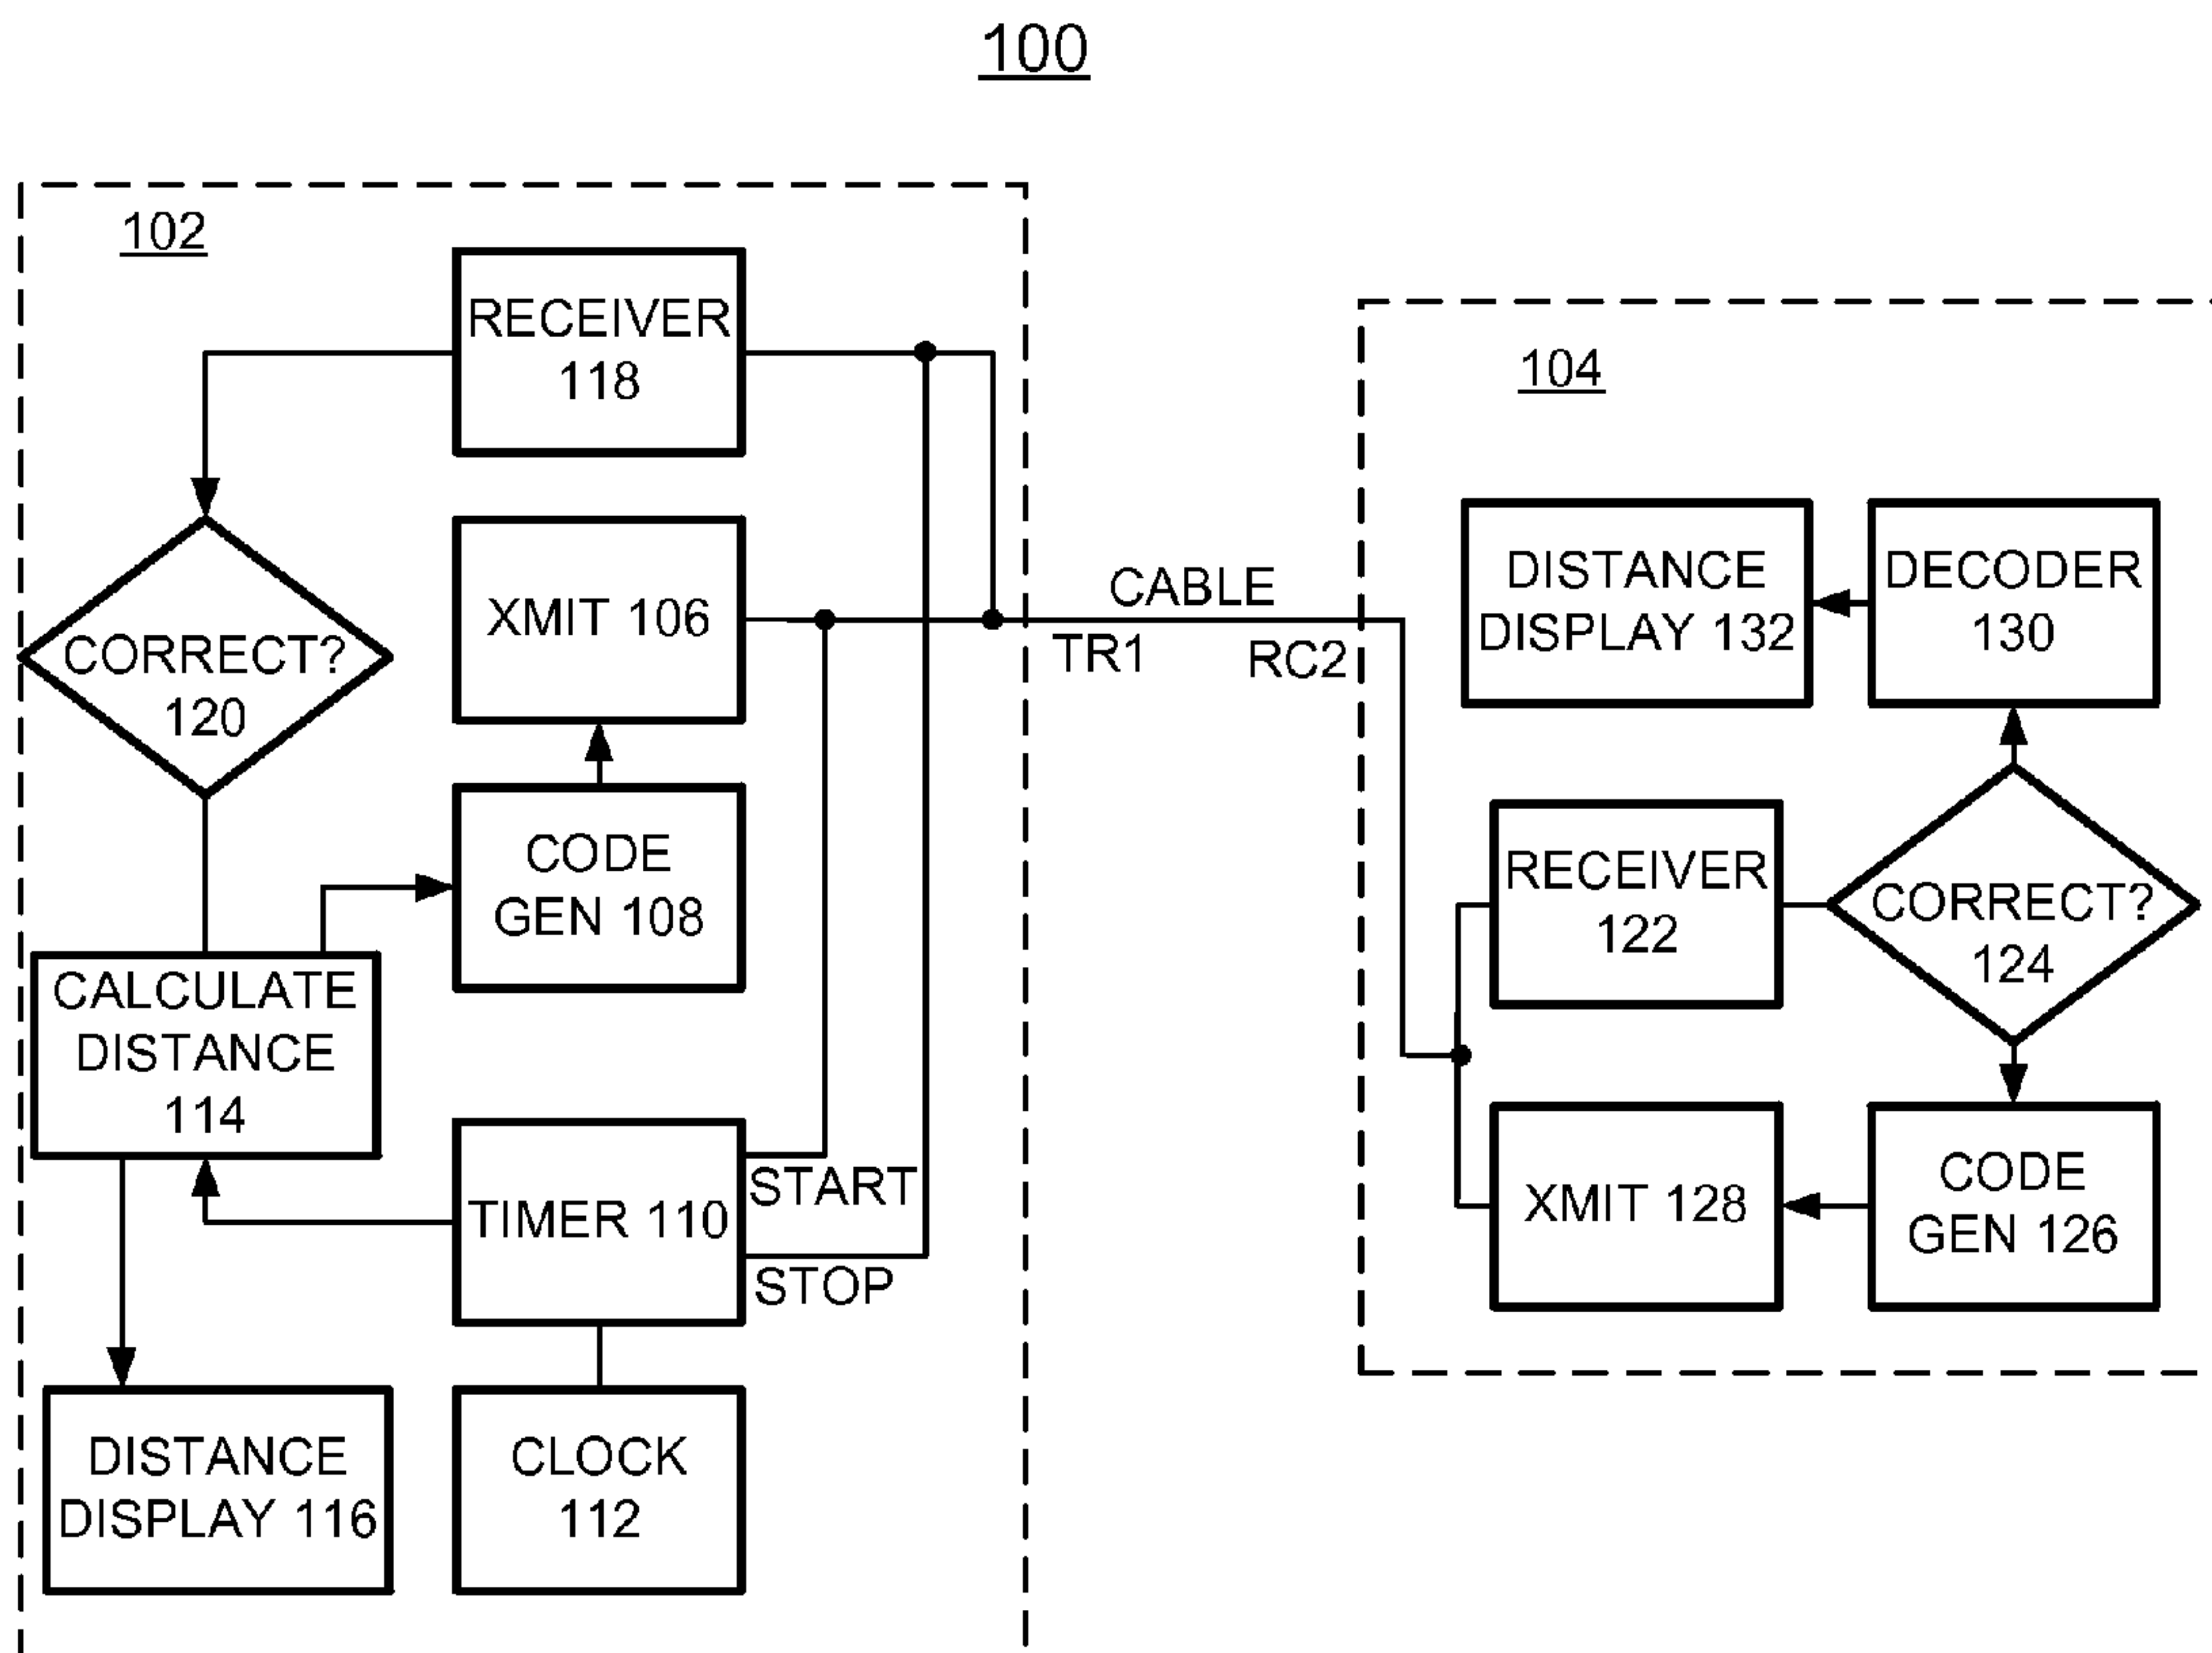 100
102
RECEIVER
118
XMIT 106
CORRECT?
120
CODE
GEN 108
CALCULATE
DISTANCE
114
TIMER 110
START
STOP
DISTANCE
DISPLAY 116
CLOCK
112
CABLE
TR1
RC2
104
DISTANCE
DISPLAY 132
DECODER
130
RECEIVER
122
CORRECT?
124
XMIT 128
CODE
GEN 126